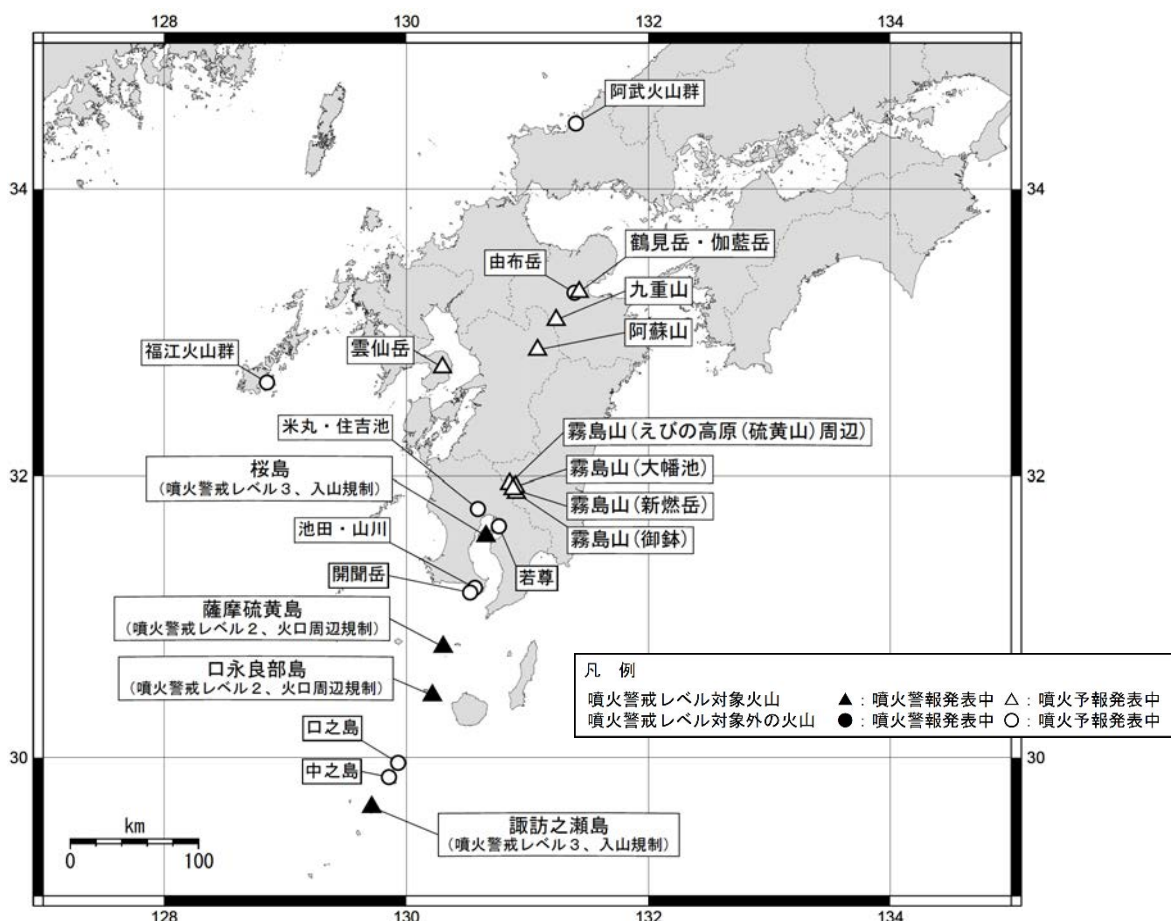 128
130
132
134
阿武火山群
34
34
鶴見岳・伽藍岳
由布岳
九重山
阿蘇山
福江火山群
雲仙岳
米丸・住吉池
霧島山(えびの高原(硫黄山)周辺)
桜島
(噴火警戒レベル3、入山規制)
霧島山(大幡池)
32
32
霧島山(新燃岳)
池田・山川
霧島山(御鉢)
開聞岳
若尊
薩摩硫黄島
(噴火警戒レベル2、火口周辺規制)
口永良部島
(噴火警戒レベル2、火口周辺規制)
凡 例
噴火警戒レベル対象火山 ▲:噴火警報発表中 △:噴火予報発表中
噴火警戒レベル対象外の火山 ●:噴火警報発表中 ○:噴火予報発表中
口之島
30
30
中之島
諏訪之瀬島
(噴火警戒レベル3、入山規制)
km
0 100
128
130
132
134